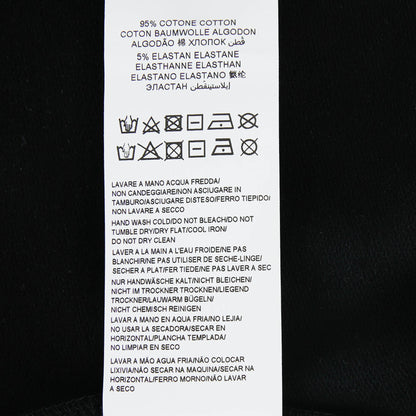 95% COTONE COTTON
COTON BAUMWOLLE ALGODON
ALGODÃO 棉 ХЛОПОК قطن
5% ELASTAN ELASTANE
ELASTHANNE ELASTHAN
ELASTANO ELASTANO 氨纶
ЭЛАСТАН إيلاستينقطن
LAVARE A MANO ACQUA FREDDA/
NON CANDEGGIARE/NON ASCIUGARE IN
TAMBURO/ASCIUGARE DISTESO/FERRO TIEPIDO/
NON LAVARE A SECCO
HAND WASH COLD/DO NOT BLEACH/DO NOT
TUMBLE DRY/DRY FLAT/COOL IRON/
DO NOT DRY CLEAN
LAVER A LA MAIN A L'EAU FROIDE/NE PAS
BLANCHIR/NE PAS UTILISER DE SECHE-LINGE/
SECHER A PLAT/FER TIEDE/NE PAS LAVER A SEC
NUR HANDWÄSCHE KALT/NICHT BLEICHEN/
NICHT IM TROCKNER TROCKNEN/LIEGEND
TROCKNEN/LAUWARM BÜGELN/
NICHT CHEMISCH REINIGEN
LAVAR A MANO EN AGUA FRIA/NO LEJIA/
NO USAR LA SECADORA/SECAR EN
HORIZONTAL/PLANCHA TEMPLADA/
NO LIMPIAR EN SECO
LAVAR A MÃO AGUA FRIA/NÃO COLOCAR
LIXIVIA/NÃO SECAR NA MAQUINA/SECAR EM
HORIZONTAL/FERRO MORNO/NÃO LAVAR
A SECO